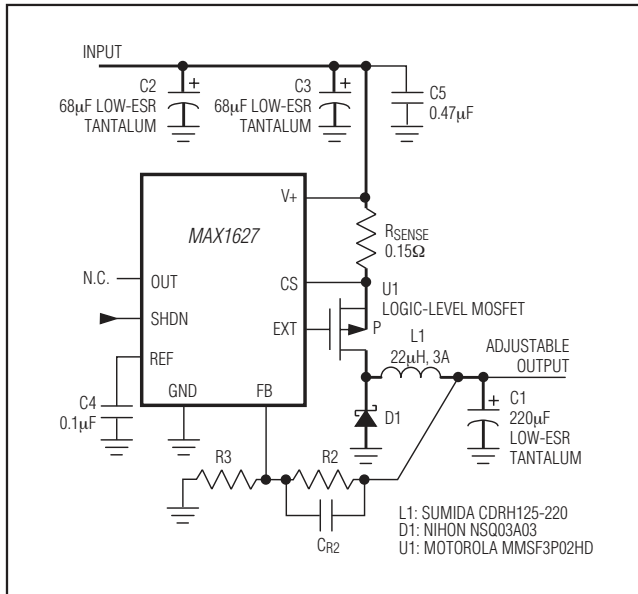 INPUT
C2
68µF LOW-ESR
TANTALUM
+
C3
68µF LOW-ESR
TANTALUM
+
C5
0.47µF
V+
MAX1627
RSENSE
0.15Ω
N.C.
OUT
CS
U1
LOGIC-LEVEL MOSFET
SHDN
EXT
P
L1
22µH, 3A
ADJUSTABLE
OUTPUT
REF
C4
0.1µF
GND
FB
D1
+
C1
220µF
LOW-ESR
TANTALUM
R3
R2
CR2
L1: SUMIDA CDRH125-220
D1: NIHON NSQ03A03
U1: MOTOROLA MMSF3P02HD